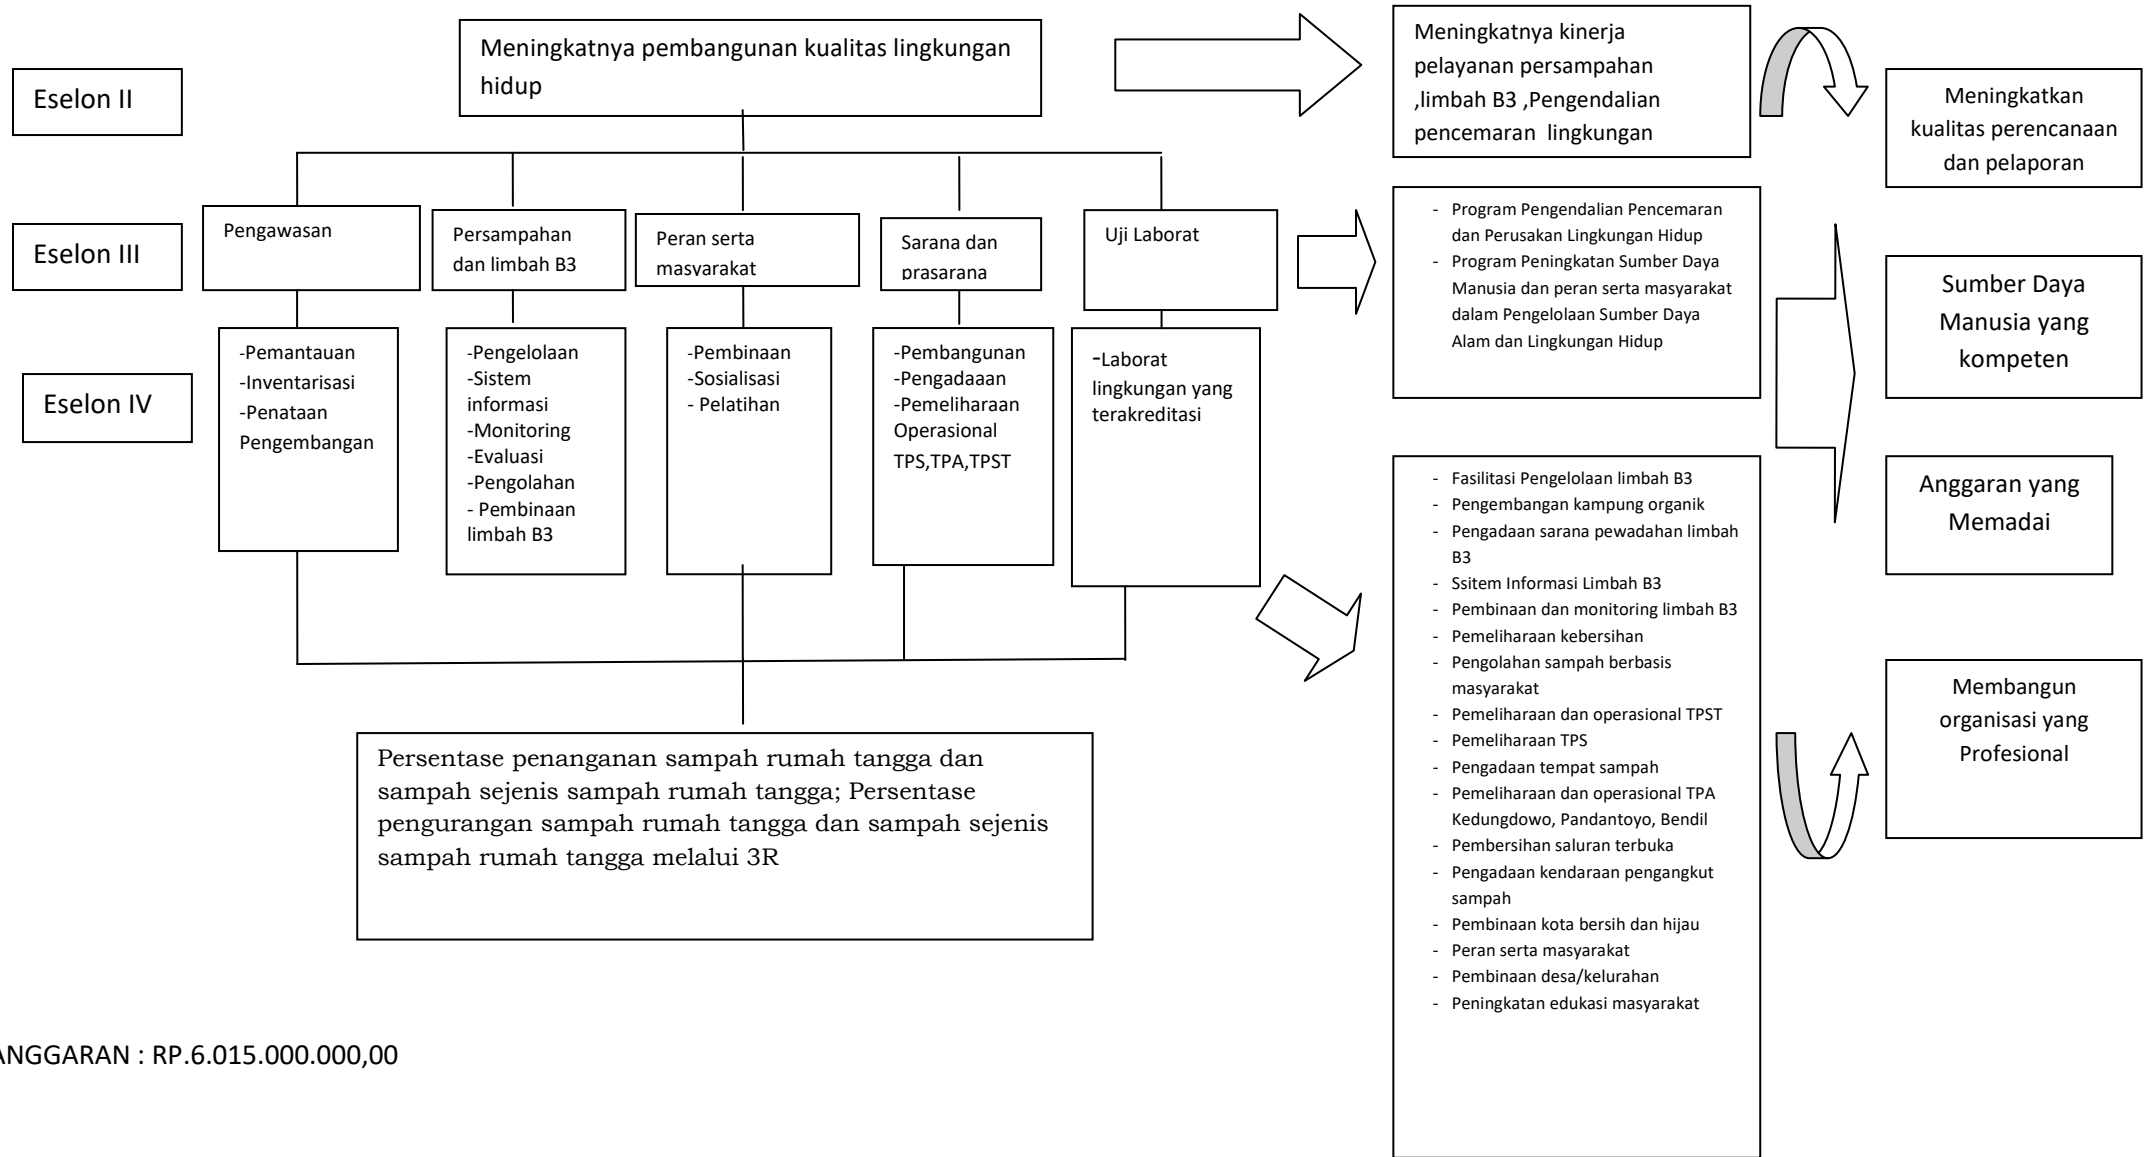 Eselon II
Meningkatnya pembangunan kualitas lingkungan
hidup
Meningkatnya kinerja
pelayanan persampahan
,limbah B3 ,Pengendalian
pencemaran lingkungan
Meningkatkan
kualitas perencanaan
dan pelaporan
Eselon III
Pengawasan
Persampahan
dan limbah B3
Peran serta
masyarakat
Sarana dan
prasarana
Uji Laborat
- Program Pengendalian Pencemaran
dan Perusakan Lingkungan Hidup
- Program Peningkatan Sumber Daya
Manusia dan peran serta masyarakat
dalam Pengelolaan Sumber Daya
Alam dan Lingkungan Hidup
Sumber Daya
Manusia yang
kompeten
Eselon IV
-Pemantauan
-Inventarisasi
-Penataan
Pengembangan
-Pengelolaan
-Sistem
informasi
-Monitoring
-Evaluasi
-Pengolahan
- Pembinaan
limbah B3
-Pembinaan
-Sosialisasi
- Pelatihan
-Pembangunan
-Pengadaaan
-Pemeliharaan
Operasional
TPS,TPA,TPST
-Laborat
lingkungan yang
terakreditasi
- Fasilitasi Pengelolaan limbah B3
- Pengembangan kampung organik
- Pengadaan sarana pewadahan limbah
B3
- Ssitem Informasi Limbah B3
- Pembinaan dan monitoring limbah B3
- Pemeliharaan kebersihan
- Pengolahan sampah berbasis
masyarakat
- Pemeliharaan dan operasional TPST
- Pemeliharaan TPS
- Pengadaan tempat sampah
- Pemeliharaan dan operasional TPA
Kedungdowo, Pandantoyo, Bendil
- Pembersihan saluran terbuka
- Pengadaan kendaraan pengangkut
sampah
- Pembinaan kota bersih dan hijau
- Peran serta masyarakat
- Pembinaan desa/kelurahan
- Peningkatan edukasi masyarakat
Anggaran yang
Memadai
Membangun
organisasi yang
Profesional
Persentase penanganan sampah rumah tangga dan
sampah sejenis sampah rumah tangga; Persentase
pengurangan sampah rumah tangga dan sampah sejenis
sampah rumah tangga melalui 3R
ANGGARAN : RP.6.015.000.000,00